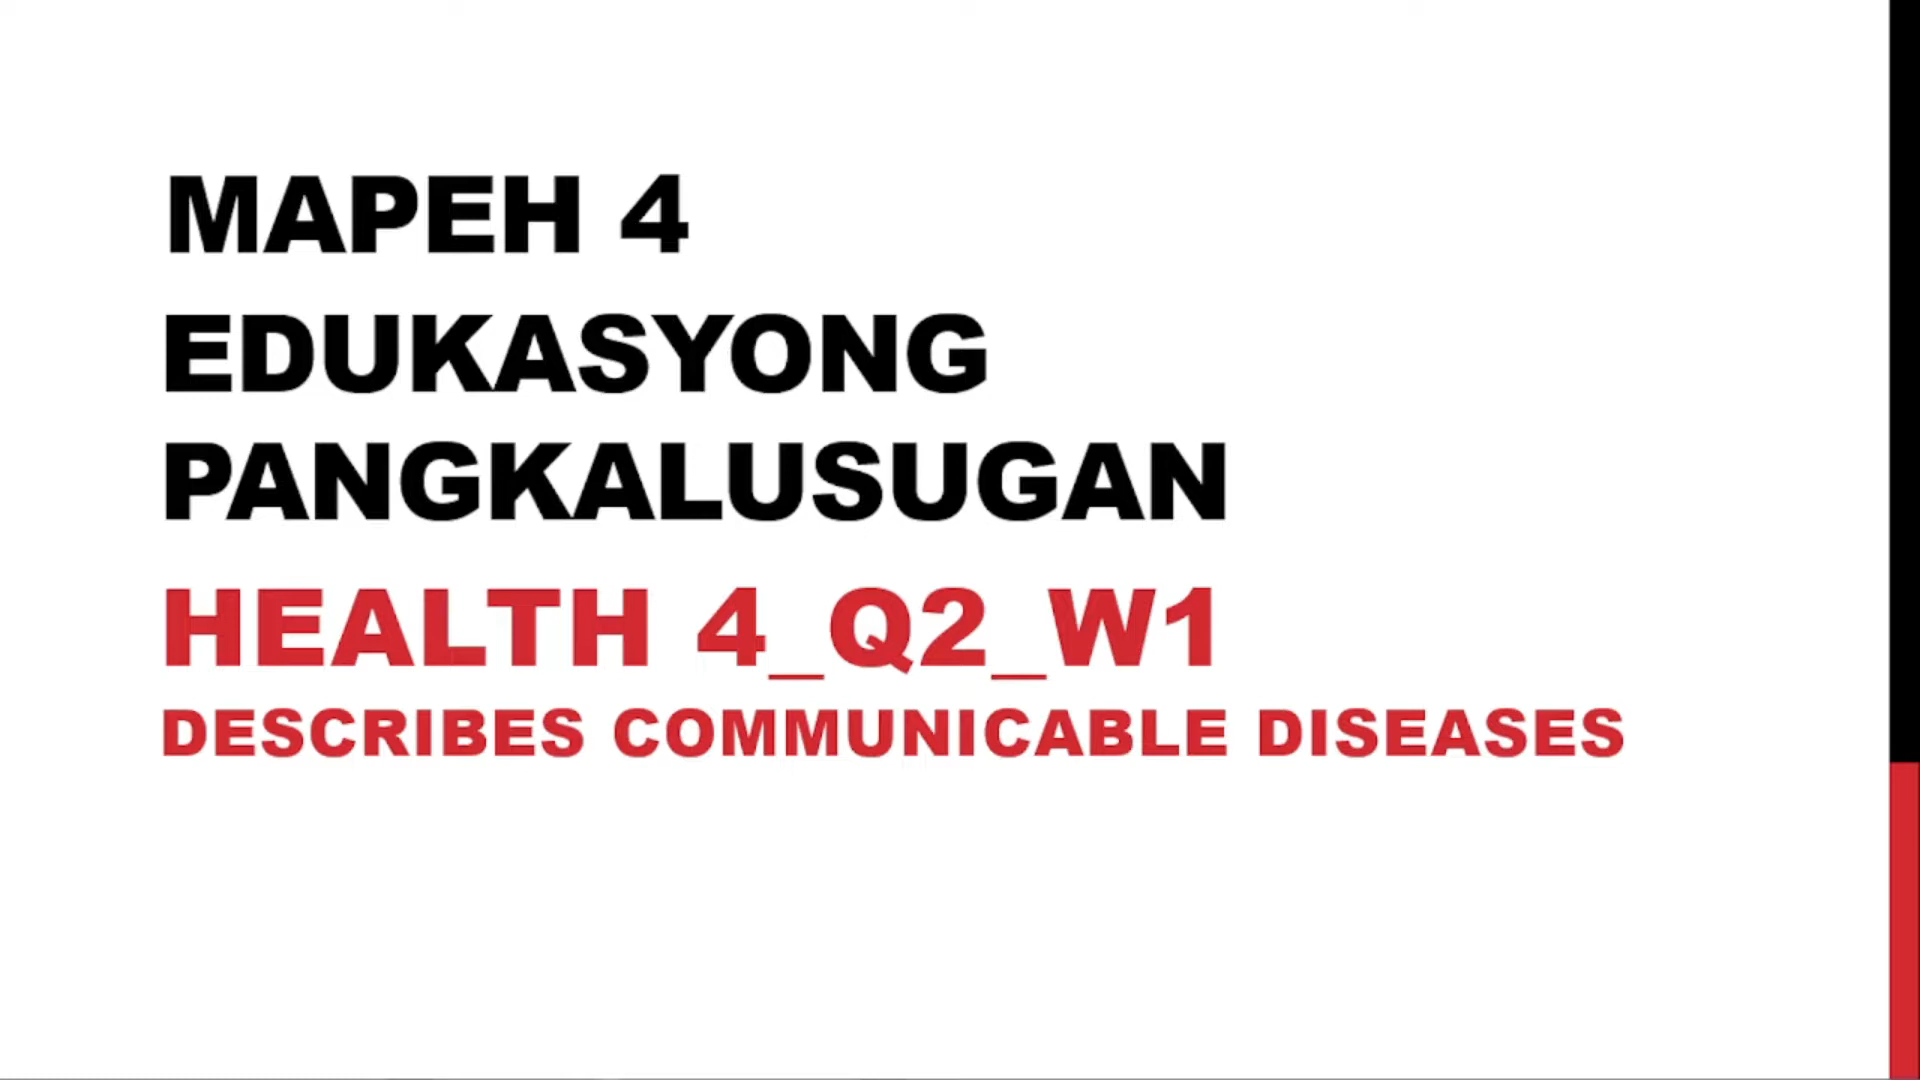 MAPEH 4
EDUKASYONG
PANGKALUSUGAN
HEALTH 4_Q2_W1
DESCRIBES COMMUNICABLE DISEASES